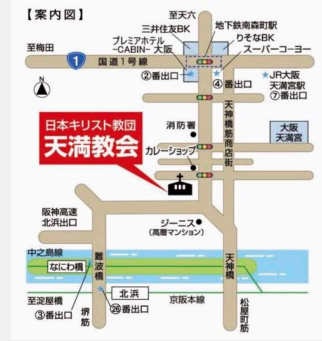 【案内図】
至天六
三井住友BK
地下鉄南森町駅
プレミアホテル
-CABIN- 大阪
りそなBK
スーパーコーヨー
至梅田
1
国道1号線
②番出口
④番出口
JR大阪
天満宮駅
⑦番出口
N
消防署
天神橋筋商店街
大阪
天満宮
日本キリスト教団
天満教会
カレーショップ
阪神高速
北浜出口
ジーニス
(高層マンション)
中之島線
なにわ橋
難波橋
天神橋
北浜
京阪本線
至淀屋橋
③番出口
㉖番出口
堺筋
松屋町筋